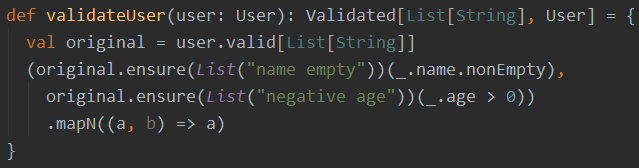 def validateUser(user: User): Validated[List[String], User] = {
  val original = user.valid[List[String]]
  (original.ensure(List("name empty"))(_.name.nonEmpty),
    original.ensure(List("negative age"))(_.age > 0))
    .mapN((a, b) => a)
}